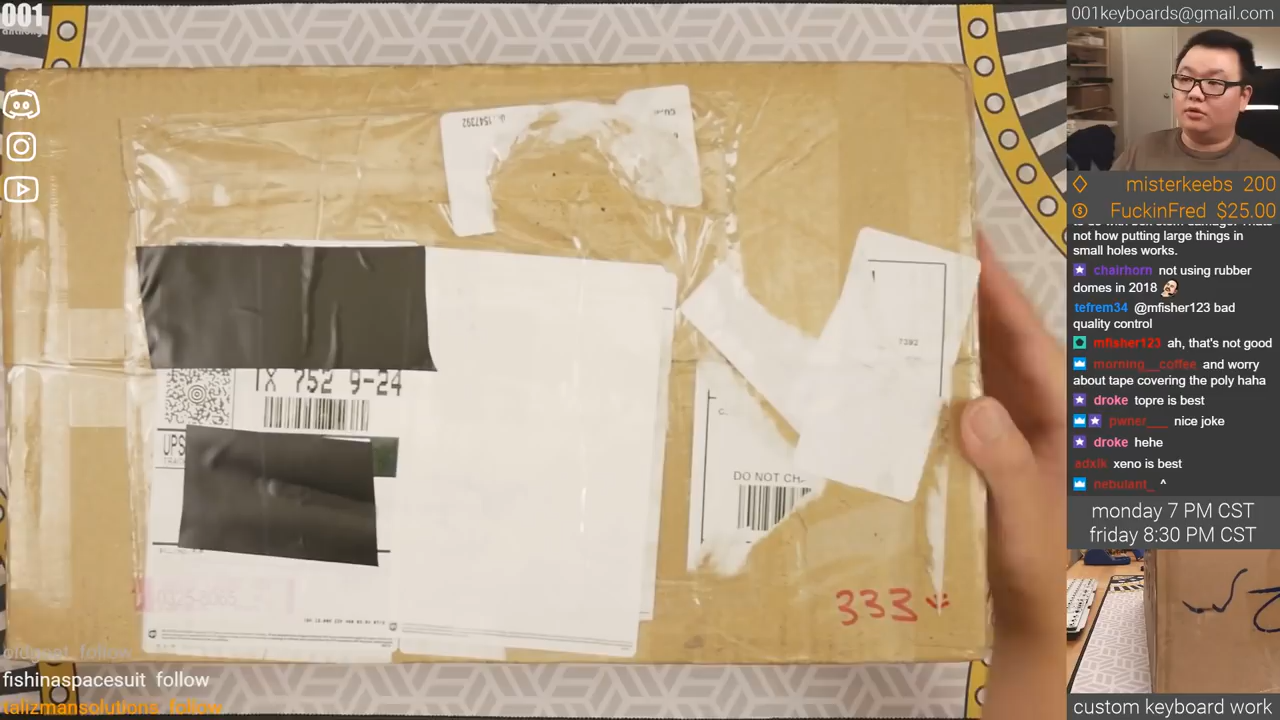 001
anthony
001keyboards@gmail.com
misterkeebs 200
FuckinFred $25.00
not how putting large things in
small holes works.
chairhorn not using rubber
domes in 2018
tefrem34 @mfisher123 bad
quality control
mfisher123 ah, that's not good
morning__coffee and worry
about tape covering the poly haha
droke topre is best
pwner___ nice joke
droke hehe
adxlk xeno is best
nebulant_ ^
monday 7 PM CST
friday 8:30 PM CST
custom keyboard work
TX 752 9-24
UPS
7392
DO NOT
333
fishinaspacesuit follow
talizmansolutions follow